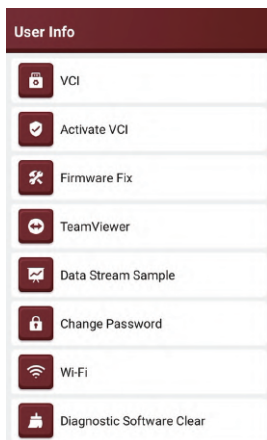 User Info
VCI
Activate VCI
Firmware Fix
TeamViewer
Data Stream Sample
Change Password
Wi-Fi
Diagnostic Software Clear